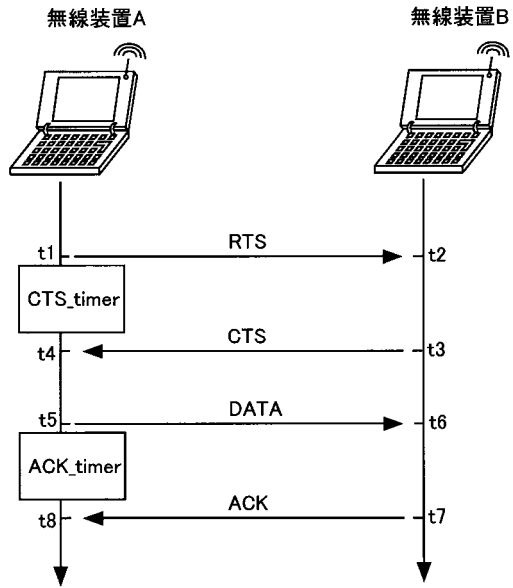 無線装置A
無線装置B
t1
RTS
t2
CTS_timer
t4
CTS
t3
t5
DATA
t6
ACK_timer
t8
ACK
t7